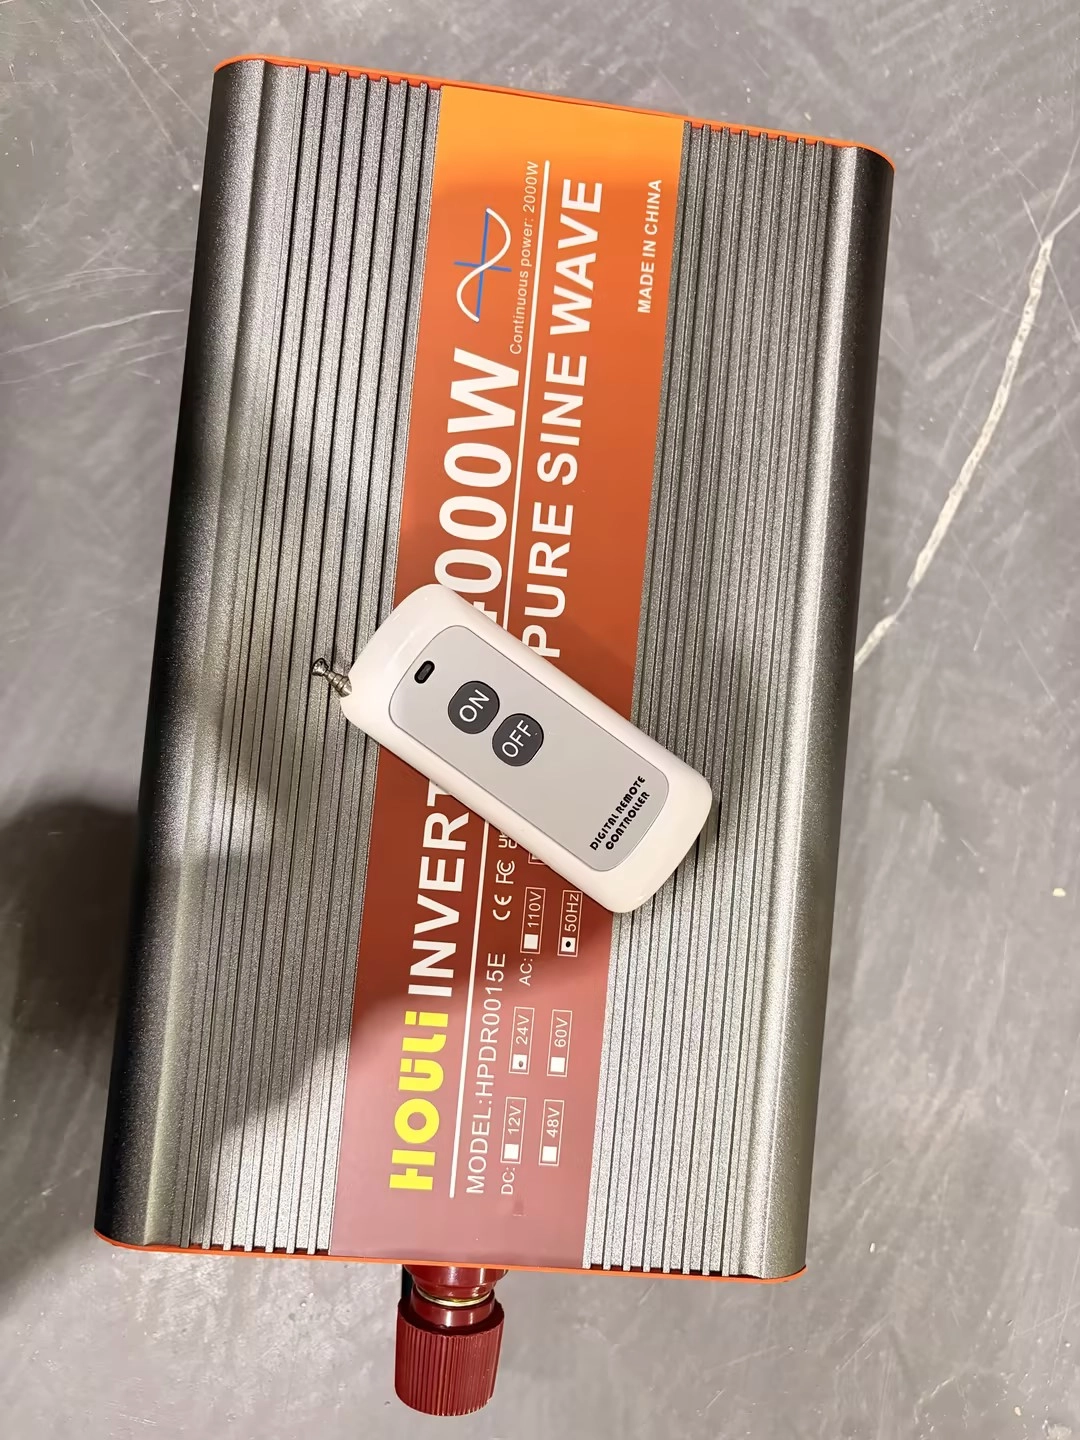 HOULI INVERT 000W
Continuous power: 2000W
MODEL:HPDR0015E CE FC
PURE SINE WAVE
DC: 12V 24V AC: 110V
48V 60V 50Hz
MADE IN CHINA
ON
OFF
DIGITAL REMOTE
CONTROLLER